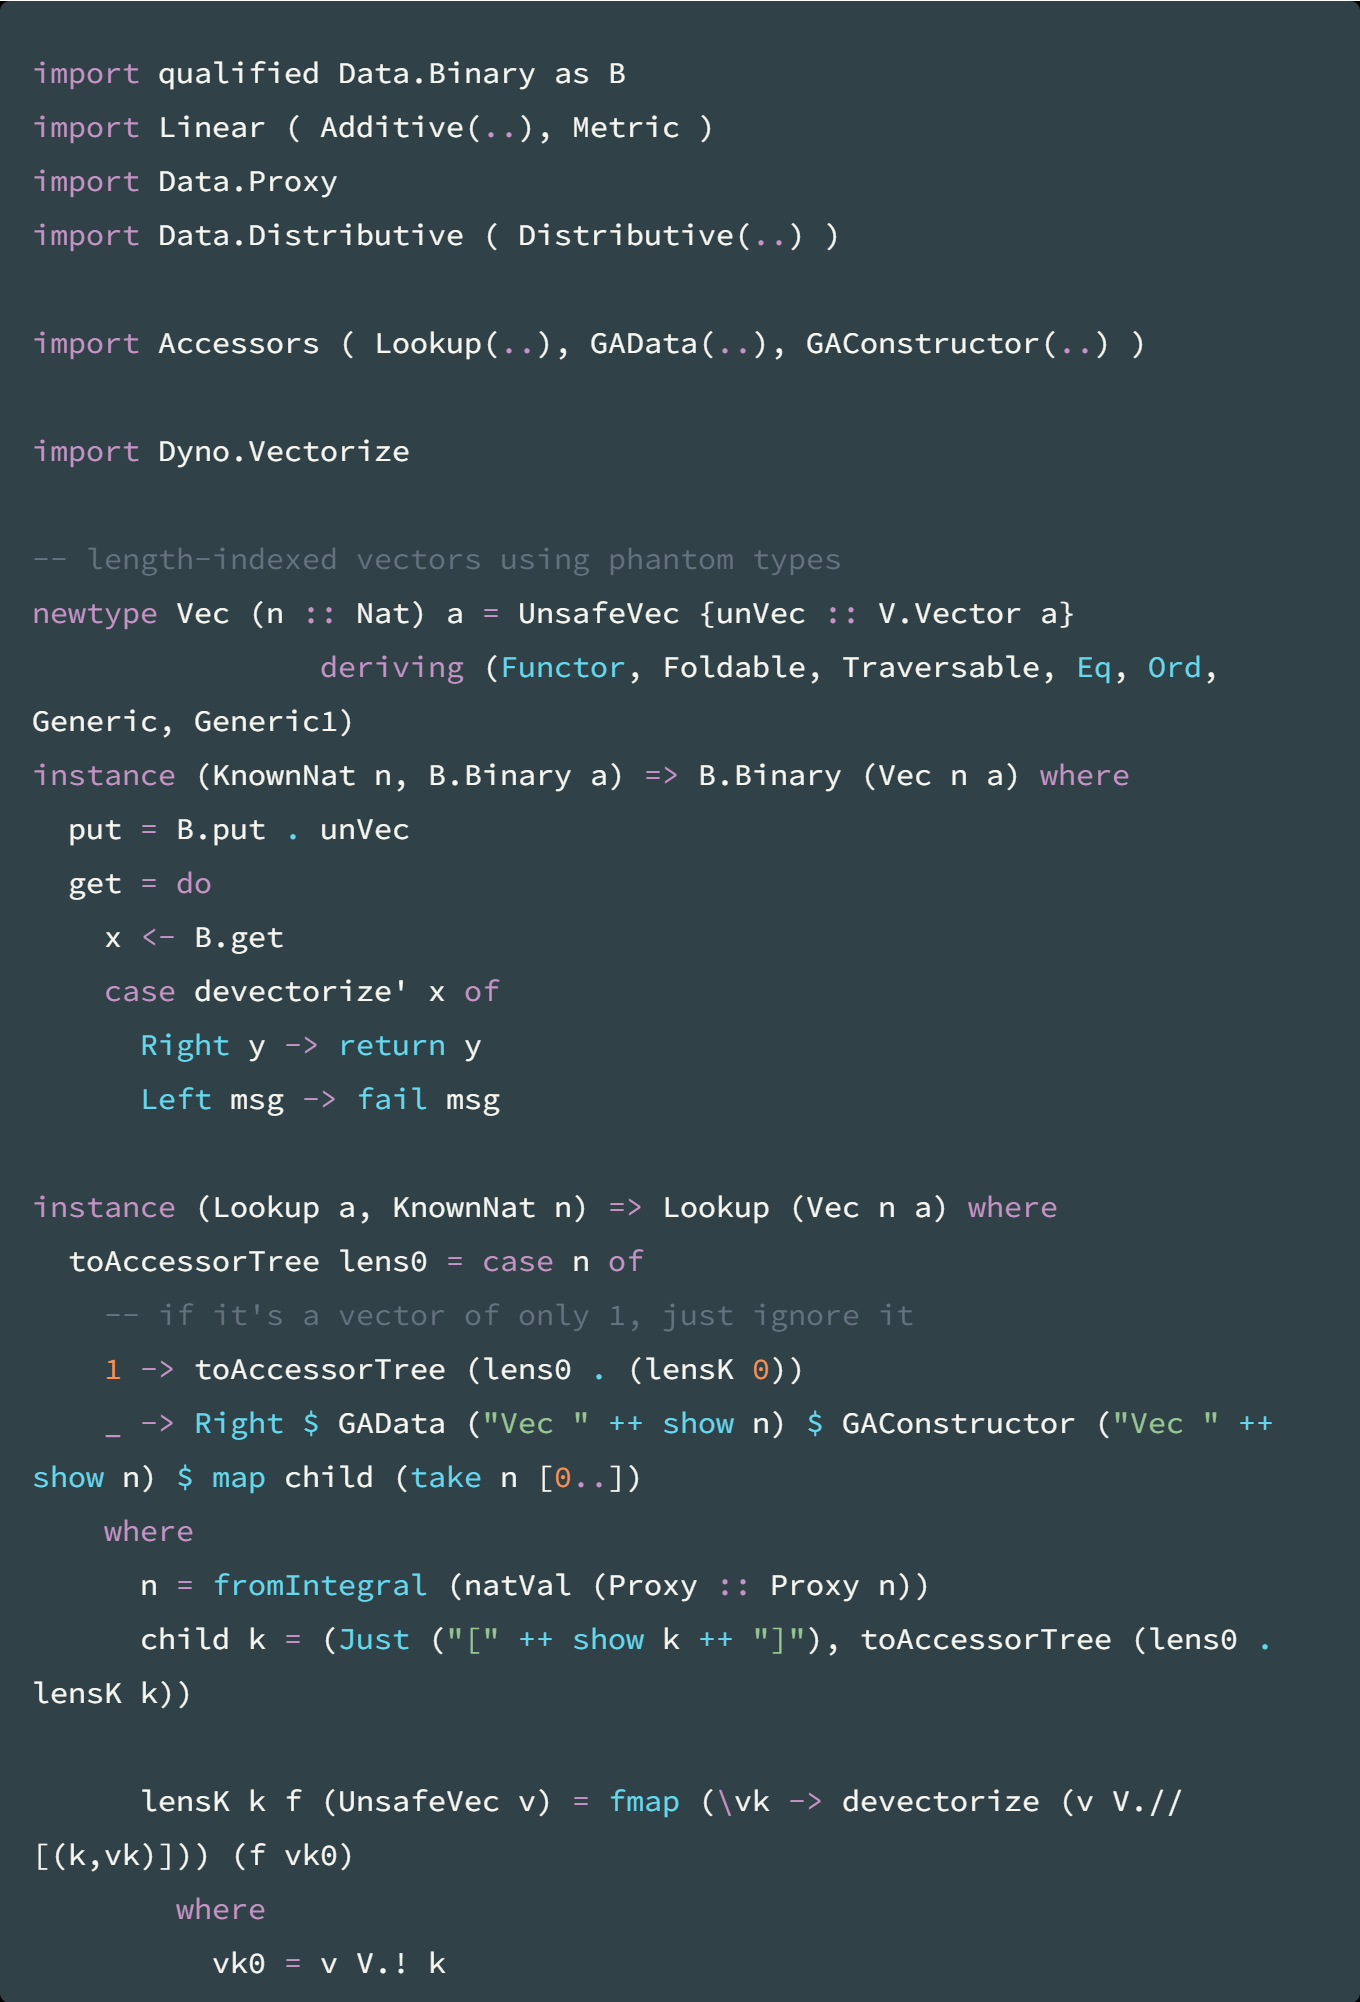 import qualified Data.Binary as B
import Linear ( Additive(..), Metric )
import Data.Proxy
import Data.Distributive ( Distributive(..) )
import Accessors ( Lookup(..), GAData(..), GAConstructor(..) )
import Dyno.Vectorize
-- length-indexed vectors using phantom types
newtype Vec (n :: Nat) a = UnsafeVec {unVec :: V.Vector a}
                deriving (Functor, Foldable, Traversable, Eq, Ord,
Generic, Generic1)
instance (KnownNat n, B.Binary a) => B.Binary (Vec n a) where
  put = B.put . unVec
  get = do
    x <- B.get
    case devectorize' x of
      Right y -> return y
      Left msg -> fail msg
instance (Lookup a, KnownNat n) => Lookup (Vec n a) where
  toAccessorTree lens0 = case n of
    -- if it's a vector of only 1, just ignore it
    1 -> toAccessorTree (lens0 . (lensK 0))
    _ -> Right $ GAData ("Vec " ++ show n) $ GAConstructor ("Vec " ++
show n) $ map child (take n [0..])
    where
      n = fromIntegral (natVal (Proxy :: Proxy n))
      child k = (Just ("[" ++ show k ++ "]"), toAccessorTree (lens0 .
lensK k))
      lensK k f (UnsafeVec v) = fmap (\vk -> devectorize (v V.//
[(k,vk)])) (f vk0)
        where
          vk0 = v V.! k